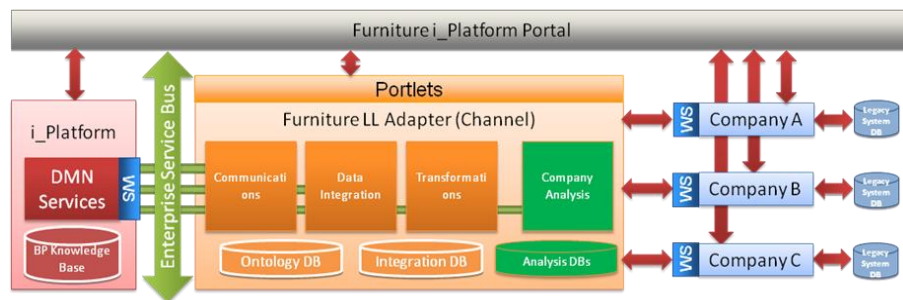 Furniture i_Platform Portal
Portlets
i_Platform
Enterprise Service Bus
Furniture LL Adapter (Channel)
DMN
Services
WS
Communicati
ons
Data
Integration
Transformati
ons
Company
Analysis
BP Knowledge
Base
Ontology DB
Integration DB
Analysis DBs
WS
Company A
Legacy
System
DB
WS
Company B
Legacy
System
DB
WS
Company C
Legacy
System
DB